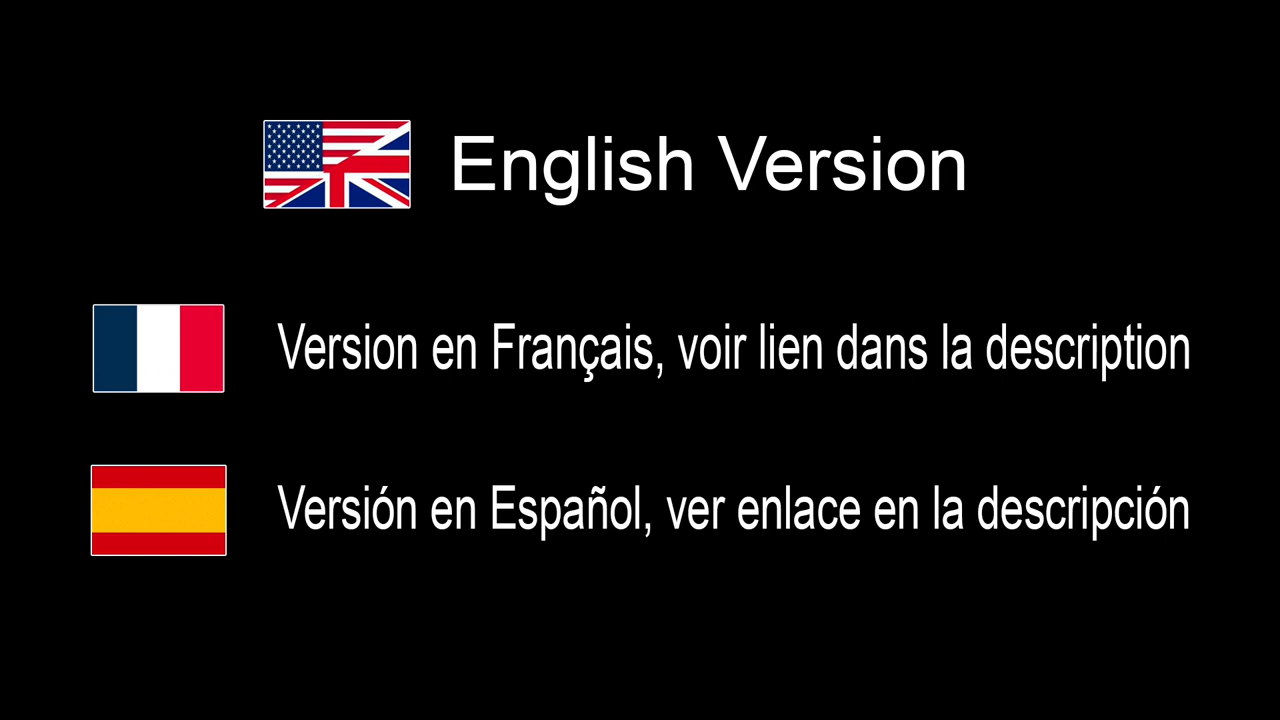 English Version
Version en Français, voir lien dans la description
Versión en Español, ver enlace en la descripción